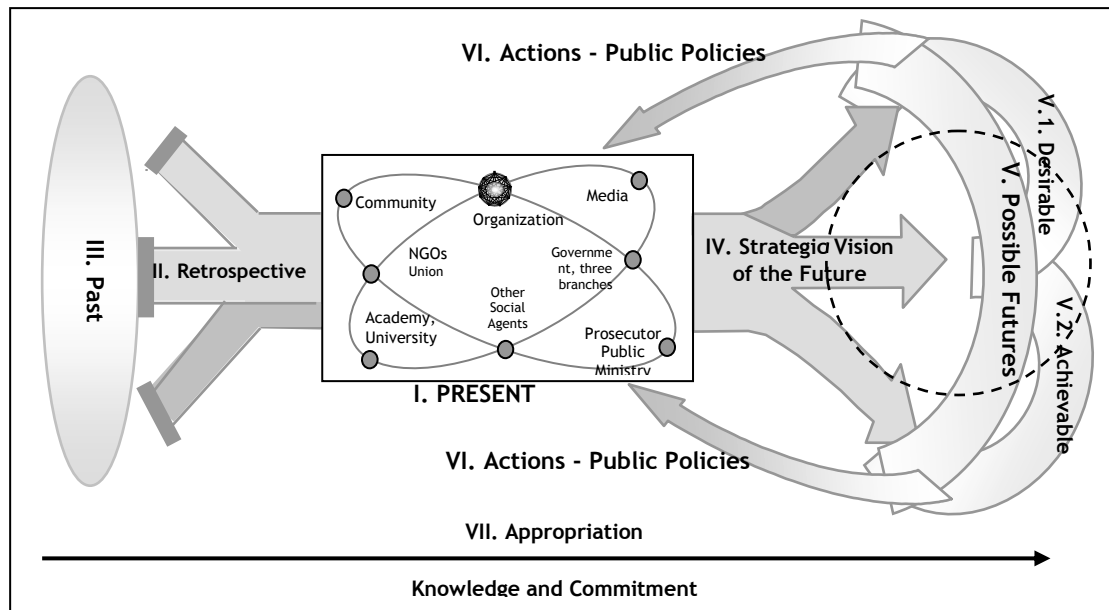 VI. Actions - Public Policies
III. Past
II. Retrospective
Community
Organization
Media
NGOs
Union
Governme
nt, three
branches
Other
Social
Agents
Academy,
University
Prosecutor
Public
Ministry
I. PRESENT
IV. Strategic Vision
of the Future
V. Possible Futures
V.1. Desirable
V.2. Achievable
VI. Actions - Public Policies
VII. Appropriation
Knowledge and Commitment